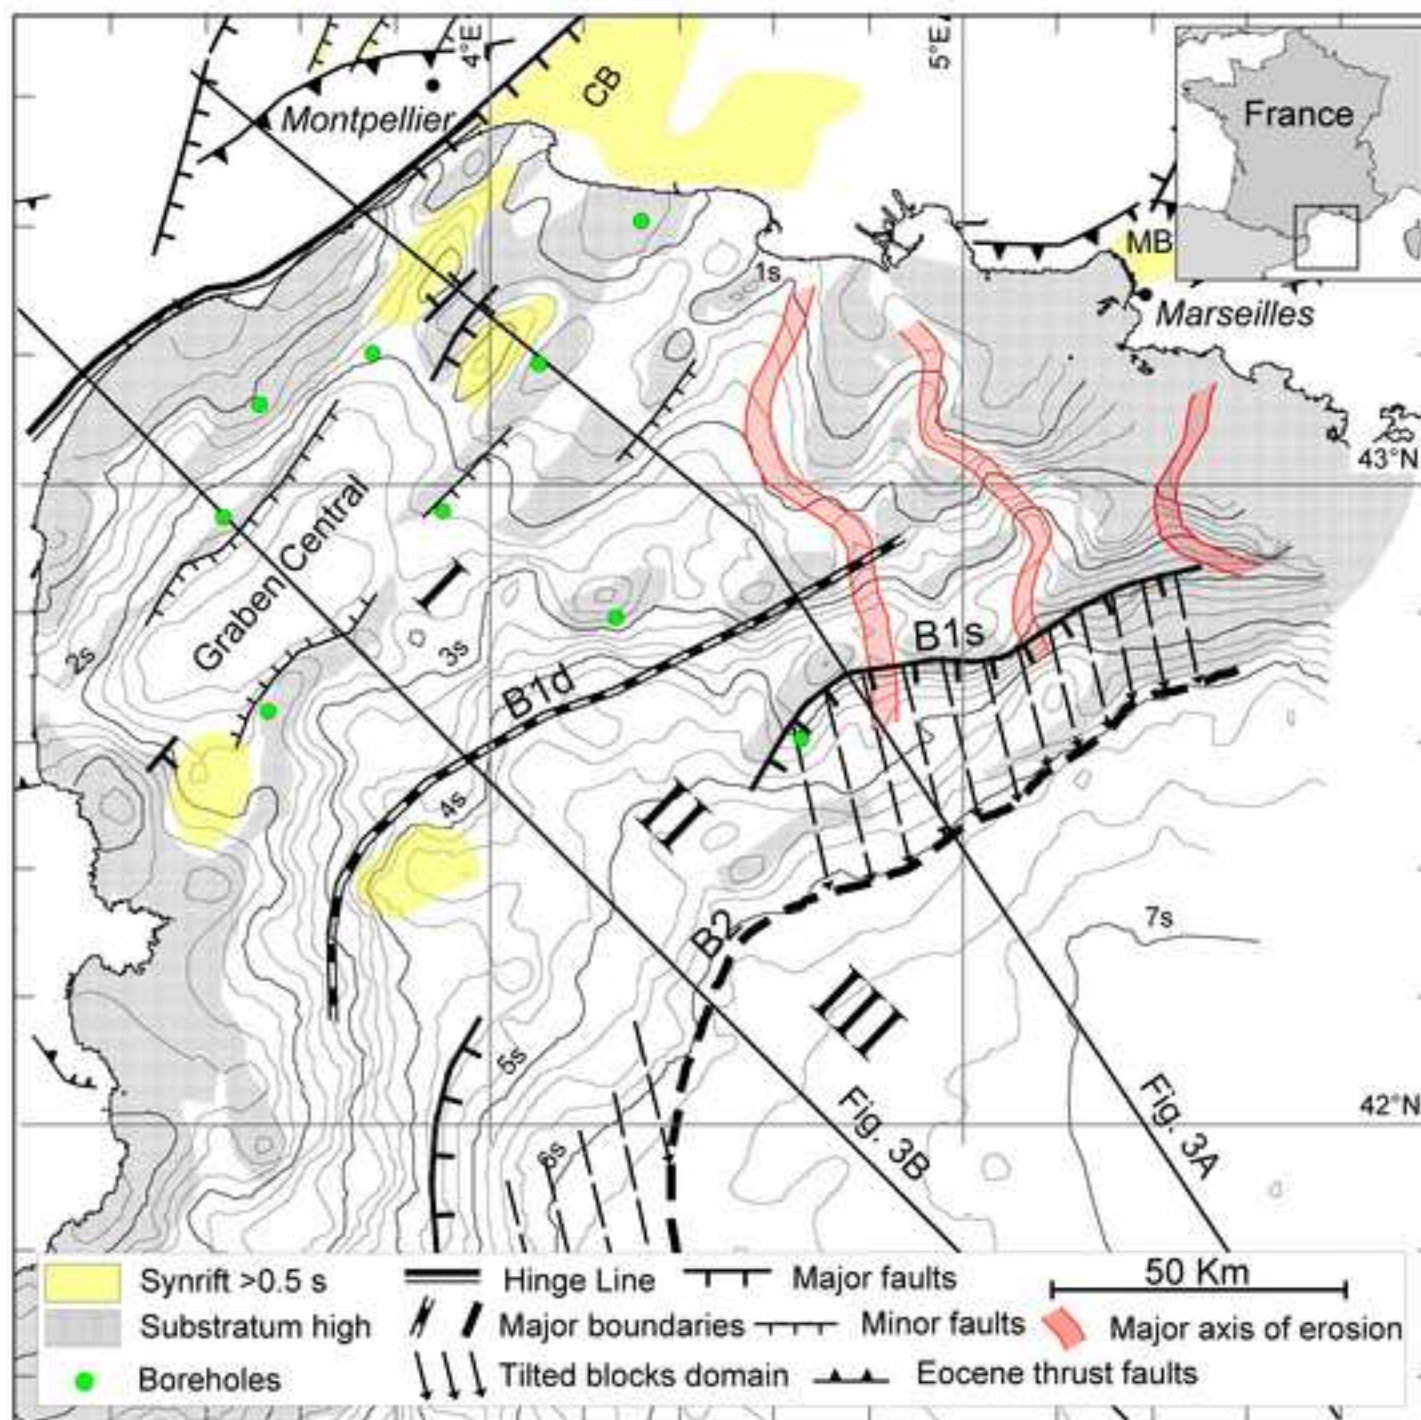 4°E
5°E
CB
France
Montpellier
MB
1s
Marseilles
43°N
Graben Central
I
2s
3s
B1s
B1d
4s
II
B2
7s
III
5s
Fig. 3B
Fig. 3A
42°N
6s
Synrift >0.5 s
Hinge Line
Major faults
50 Km
Substratum high
Major boundaries
Minor faults
Major axis of erosion
Boreholes
Tilted blocks domain
Eocene thrust faults